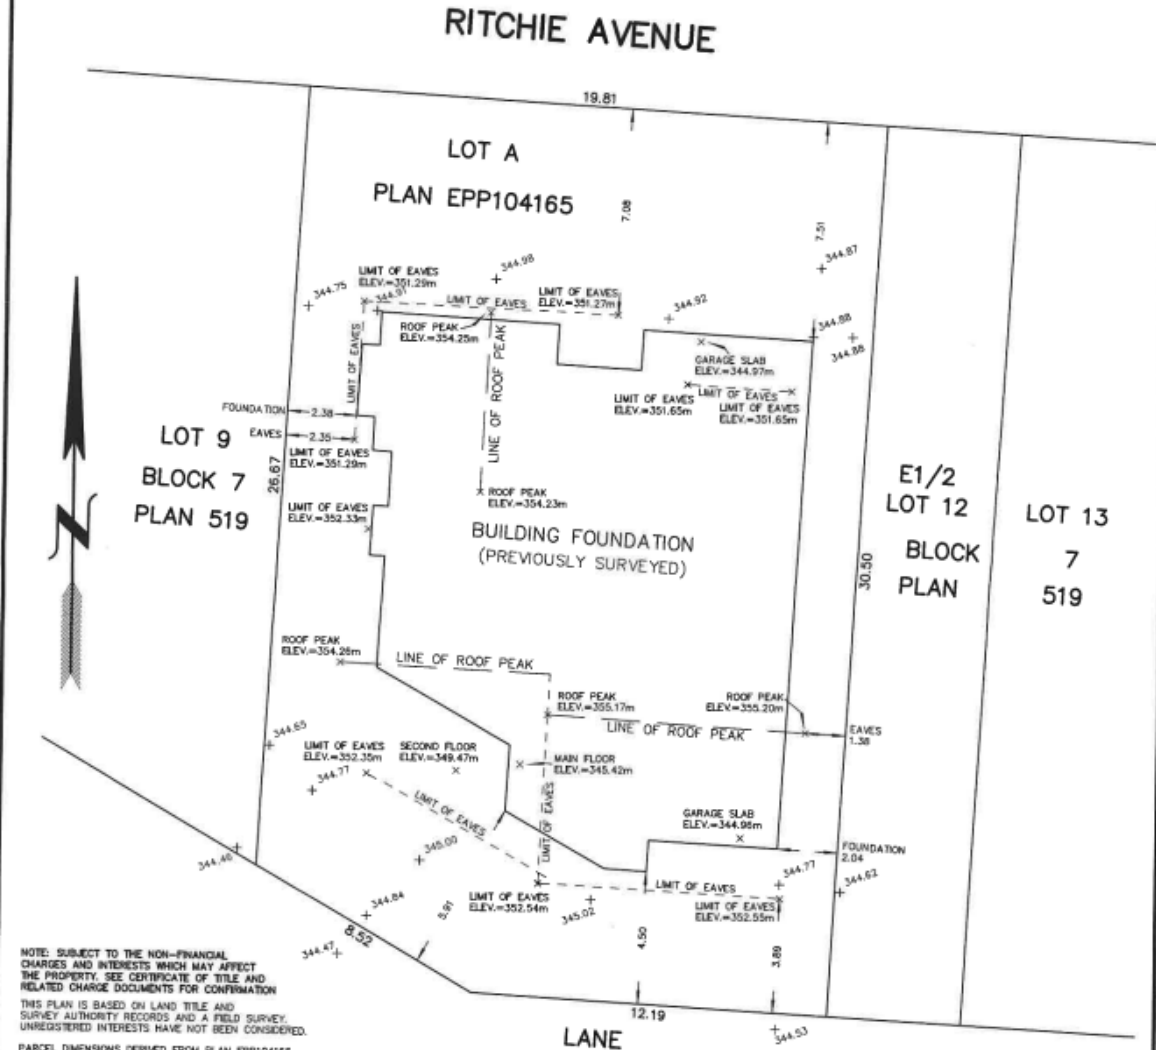 RITCHIE AVENUE
19.81
LOT A
PLAN EPP104165
7.08
7.51
344.87
344.98
344.75
LIMIT OF EAVES
ELEV.=351.29m
344.91
LIMIT OF EAVES
LIMIT OF EAVES
ELEV.=351.27m
344.92
344.88
344.88
ROOF PEAK
ELEV.=354.25m
LIMIT OF EAVES
LINE OF ROOF PEAK
GARAGE SLAB
ELEV.=344.97m
LIMIT OF EAVES
ELEV.=351.65m
LIMIT OF EAVES
LIMIT OF EAVES
ELEV.=351.65m
FOUNDATION
2.38
EAVES
2.35
LIMIT OF EAVES
ELEV.=351.29m
LOT 9
BLOCK 7
PLAN 519
26.67
ROOF PEAK
ELEV.=354.23m
LIMIT OF EAVES
ELEV.=352.33m
BUILDING FOUNDATION
(PREVIOUSLY SURVEYED)
E1/2
LOT 12
BLOCK
PLAN
LOT 13
7
519
30.50
N
ROOF PEAK
ELEV.=354.28m
LINE OF ROOF PEAK
ROOF PEAK
ELEV.=355.17m
ROOF PEAK
ELEV.=355.20m
LINE OF ROOF PEAK
EAVES
1.38
344.65
LIMIT OF EAVES
ELEV.=352.35m
SECOND FLOOR
ELEV.=349.47m
MAIN FLOOR
ELEV.=345.42m
344.77
LIMIT OF EAVES
LIMIT OF EAVES
GARAGE SLAB
ELEV.=344.96m
FOUNDATION
2.04
344.46
345.00
344.77
344.62
LIMIT OF EAVES
LIMIT OF EAVES
ELEV.=352.54m
LIMIT OF EAVES
ELEV.=352.55m
344.84
345.02
5.91
8.52
344.47
4.50
3.89
12.19
344.53
LANE
NOTE: SUBJECT TO THE NON-FINANCIAL
CHARGES AND INTERESTS WHICH MAY AFFECT
THE PROPERTY. SEE CERTIFICATE OF TITLE AND
RELATED CHARGE DOCUMENTS FOR CONFIRMATION
THIS PLAN IS BASED ON LAND TITLE AND
SURVEY AUTHORITY RECORDS AND A FIELD SURVEY.
UNREGISTERED INTERESTS HAVE NOT BEEN CONSIDERED.
PARCEL DIMENSIONS DERIVED FROM PLAN EPP104165